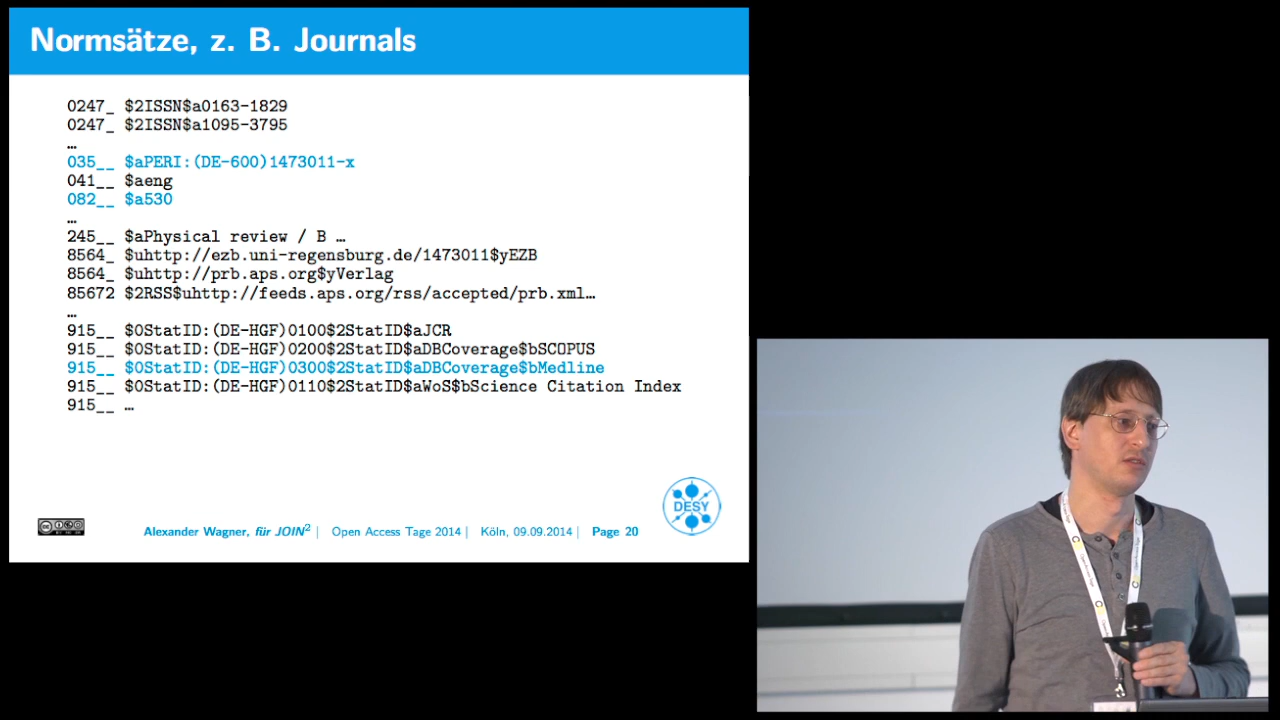 Normsätze, z. B. Journals
0247_ $2ISSN$a0163-1829
0247_ $2ISSN$a1095-3795
…
035__ $aPERI:(DE-600)1473011-x
041__ $aeng
082__ $a530
…
245__ $aPhysical review / B …
8564_ $uhttp://ezb.uni-regensburg.de/1473011$yEZB
8564_ $uhttp://prb.aps.org$yVerlag
85672 $2RSS$uhttp://feeds.aps.org/rss/accepted/prb.xml…
…
915__ $0StatID:(DE-HGF)0100$2StatID$aJCR
915__ $0StatID:(DE-HGF)0200$2StatID$aDBCoverage$bSCOPUS
915__ $0StatID:(DE-HGF)0300$2StatID$aDBCoverage$bMedline
915__ $0StatID:(DE-HGF)0110$2StatID$aWoS$bScience Citation Index
915__ …
DESY
Alexander Wagner, für JOIN² | Open Access Tage 2014 | Köln, 09.09.2014 | Page 20